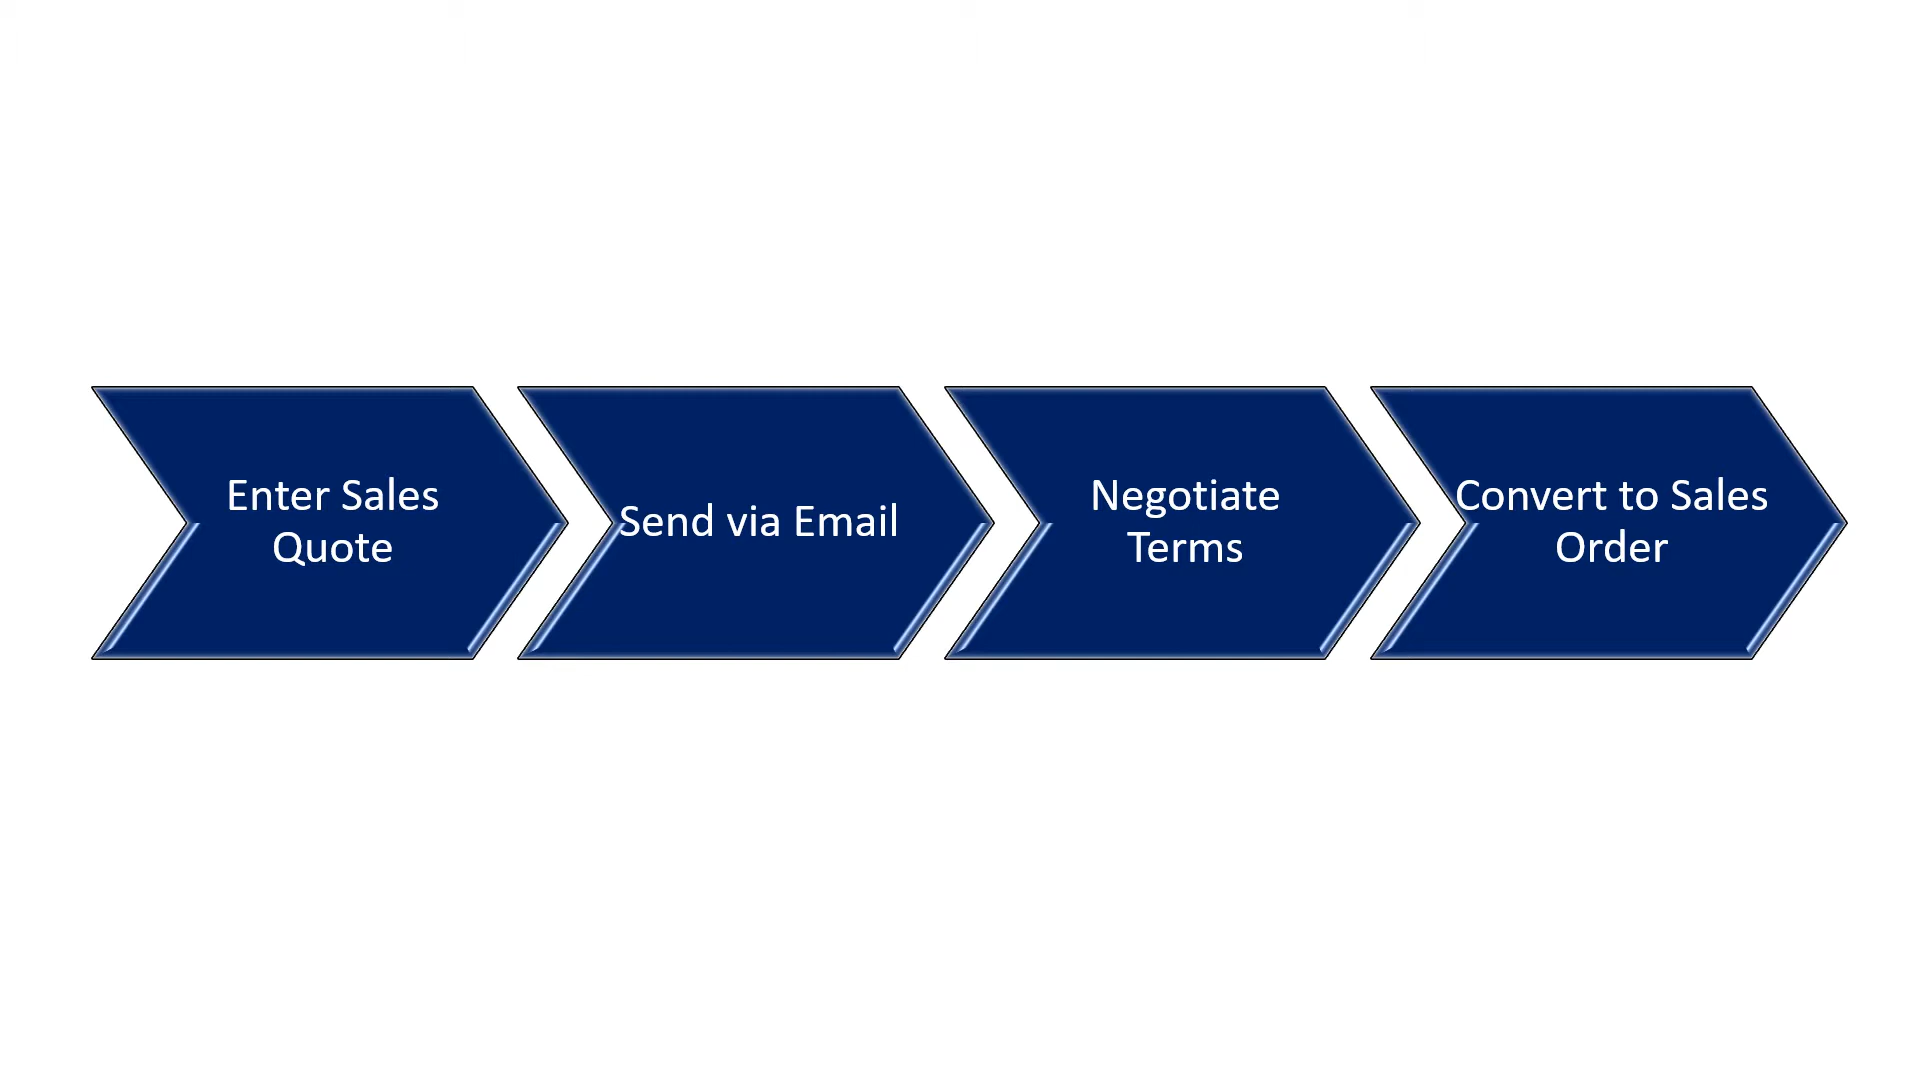 Enter Sales
Quote
Send via Email
Negotiate
Terms
Convert to Sales
Order